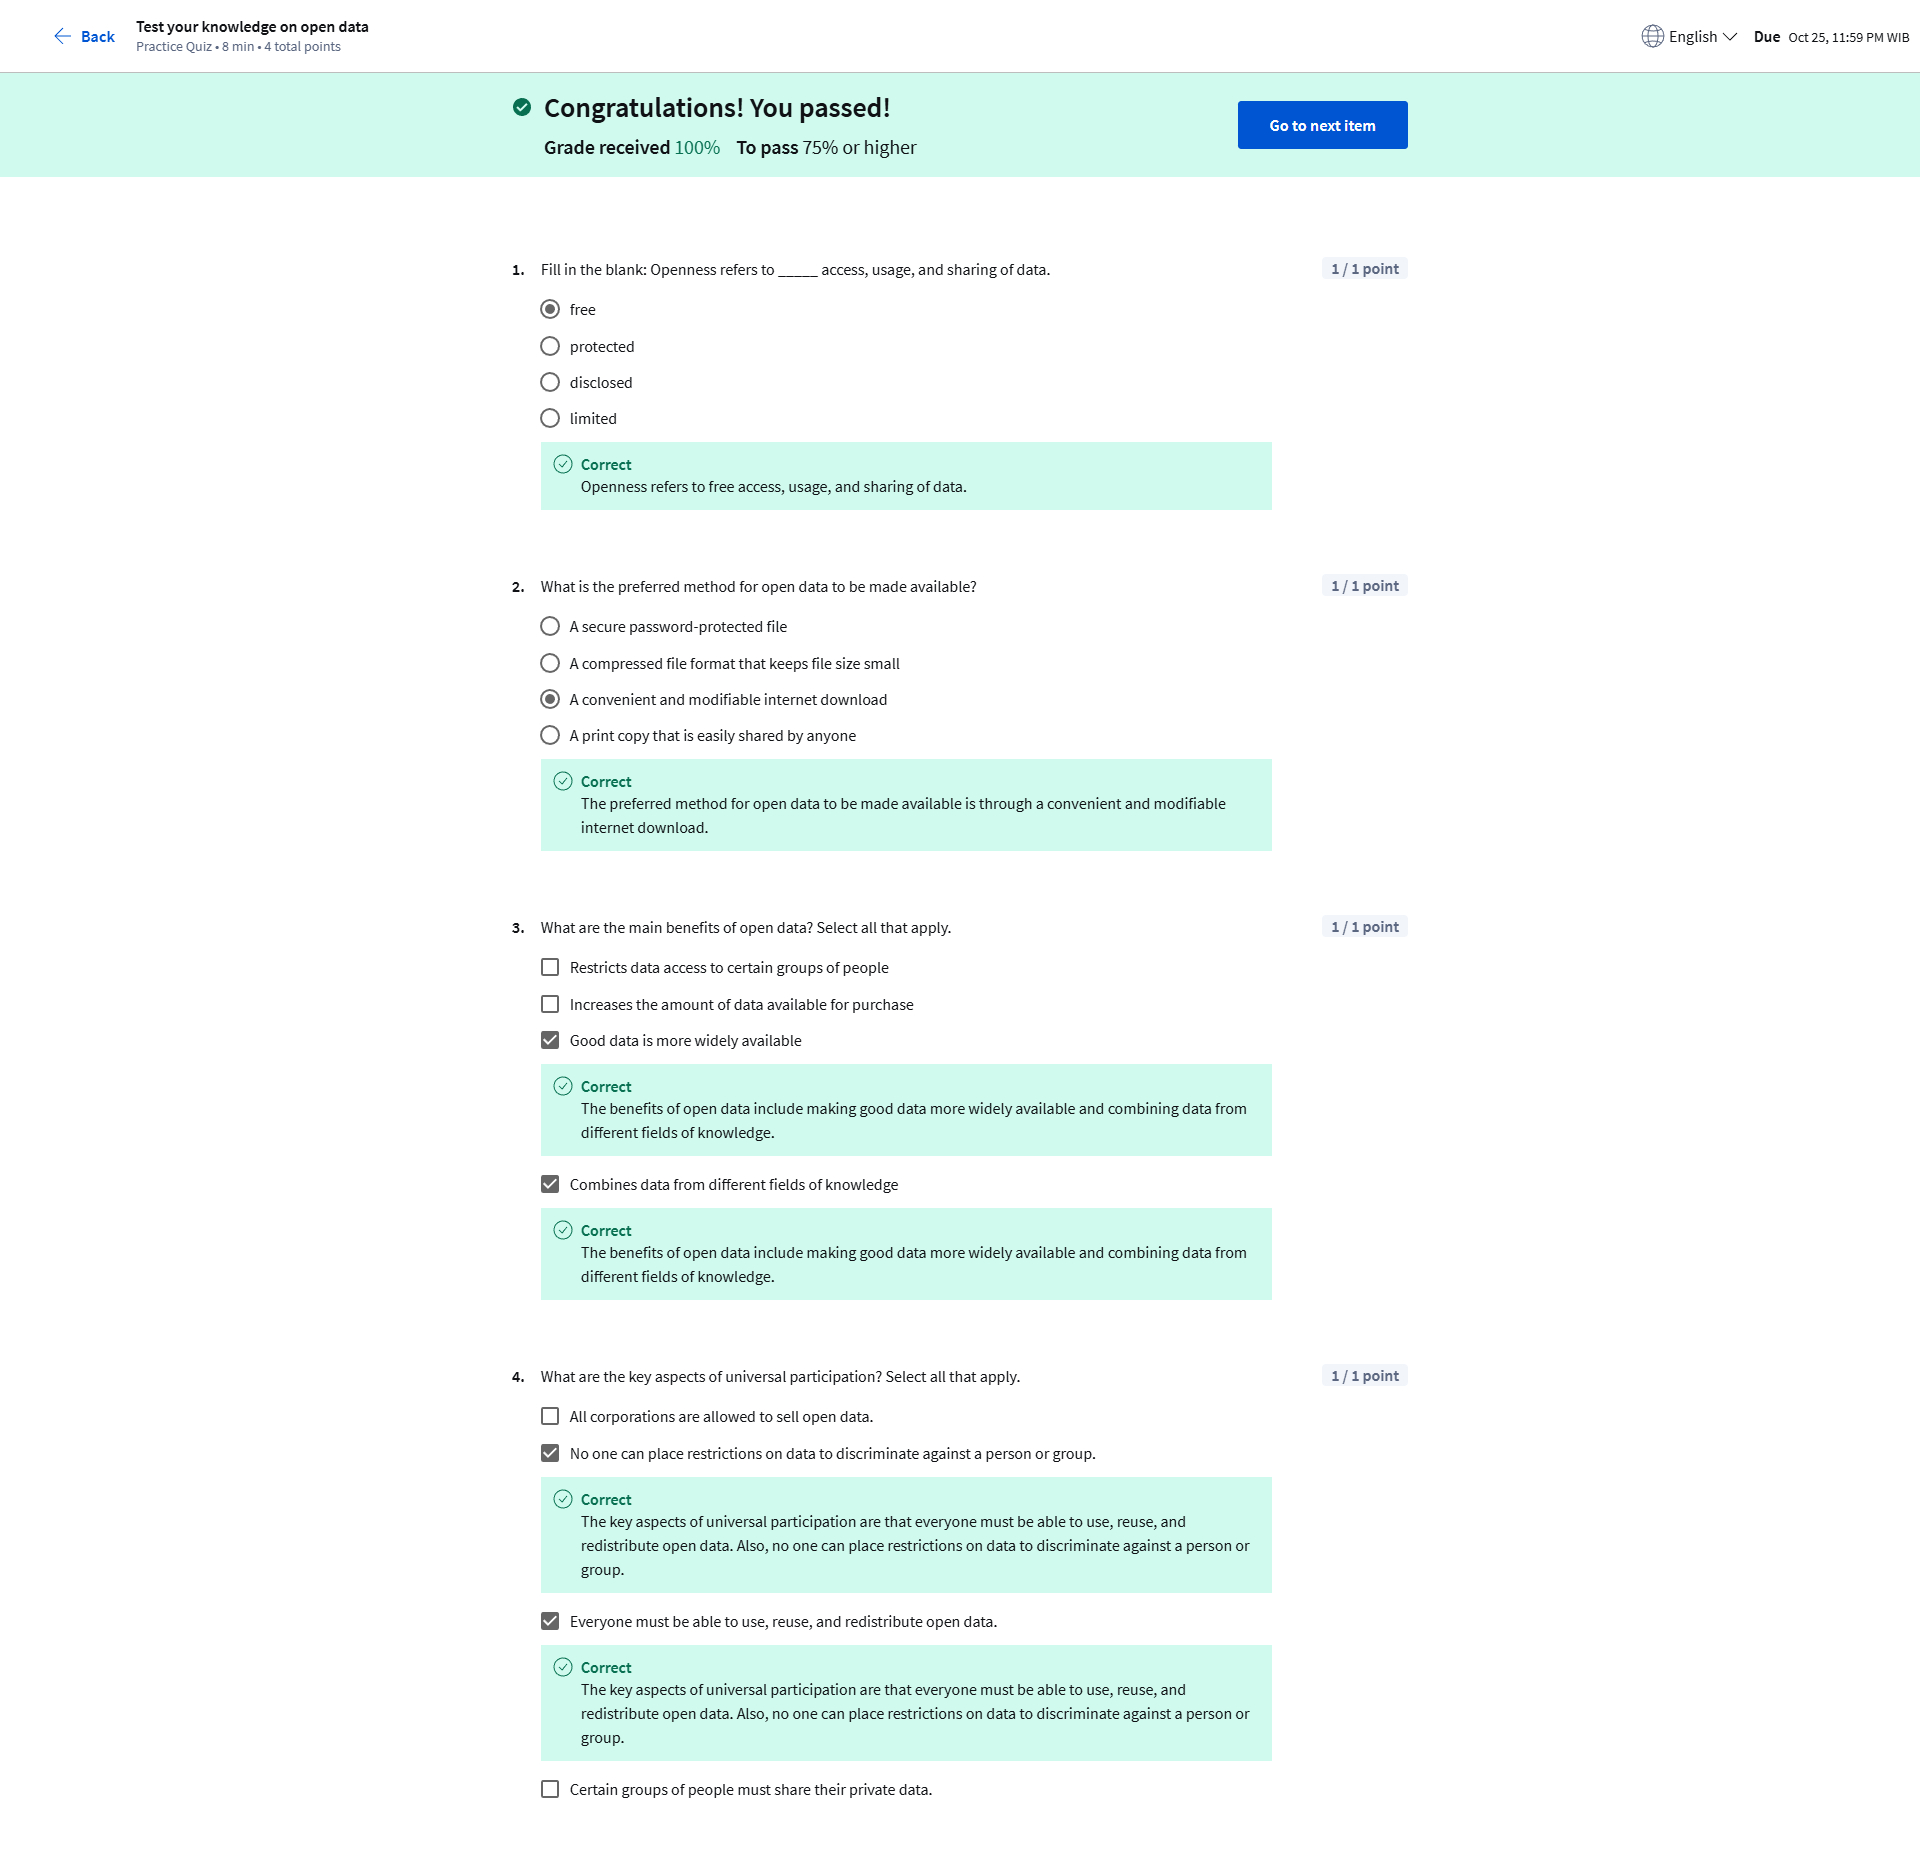 Back
Test your knowledge on open data
Practice Quiz • 8 min • 4 total points
English
Due Oct 25, 11:59 PM WIB
Congratulations! You passed!
Grade received 100% To pass 75% or higher
Go to next item
1. Fill in the blank: Openness refers to _____ access, usage, and sharing of data.
1 / 1 point
free
protected
disclosed
limited
Correct
Openness refers to free access, usage, and sharing of data.
2. What is the preferred method for open data to be made available?
1 / 1 point
A secure password-protected file
A compressed file format that keeps file size small
A convenient and modifiable internet download
A print copy that is easily shared by anyone
Correct
The preferred method for open data to be made available is through a convenient and modifiable
internet download.
3. What are the main benefits of open data? Select all that apply.
1 / 1 point
Restricts data access to certain groups of people
Increases the amount of data available for purchase
Good data is more widely available
Correct
The benefits of open data include making good data more widely available and combining data from
different fields of knowledge.
Combines data from different fields of knowledge
Correct
The benefits of open data include making good data more widely available and combining data from
different fields of knowledge.
4. What are the key aspects of universal participation? Select all that apply.
1 / 1 point
All corporations are allowed to sell open data.
No one can place restrictions on data to discriminate against a person or group.
Correct
The key aspects of universal participation are that everyone must be able to use, reuse, and
redistribute open data. Also, no one can place restrictions on data to discriminate against a person or
group.
Everyone must be able to use, reuse, and redistribute open data.
Correct
The key aspects of universal participation are that everyone must be able to use, reuse, and
redistribute open data. Also, no one can place restrictions on data to discriminate against a person or
group.
Certain groups of people must share their private data.